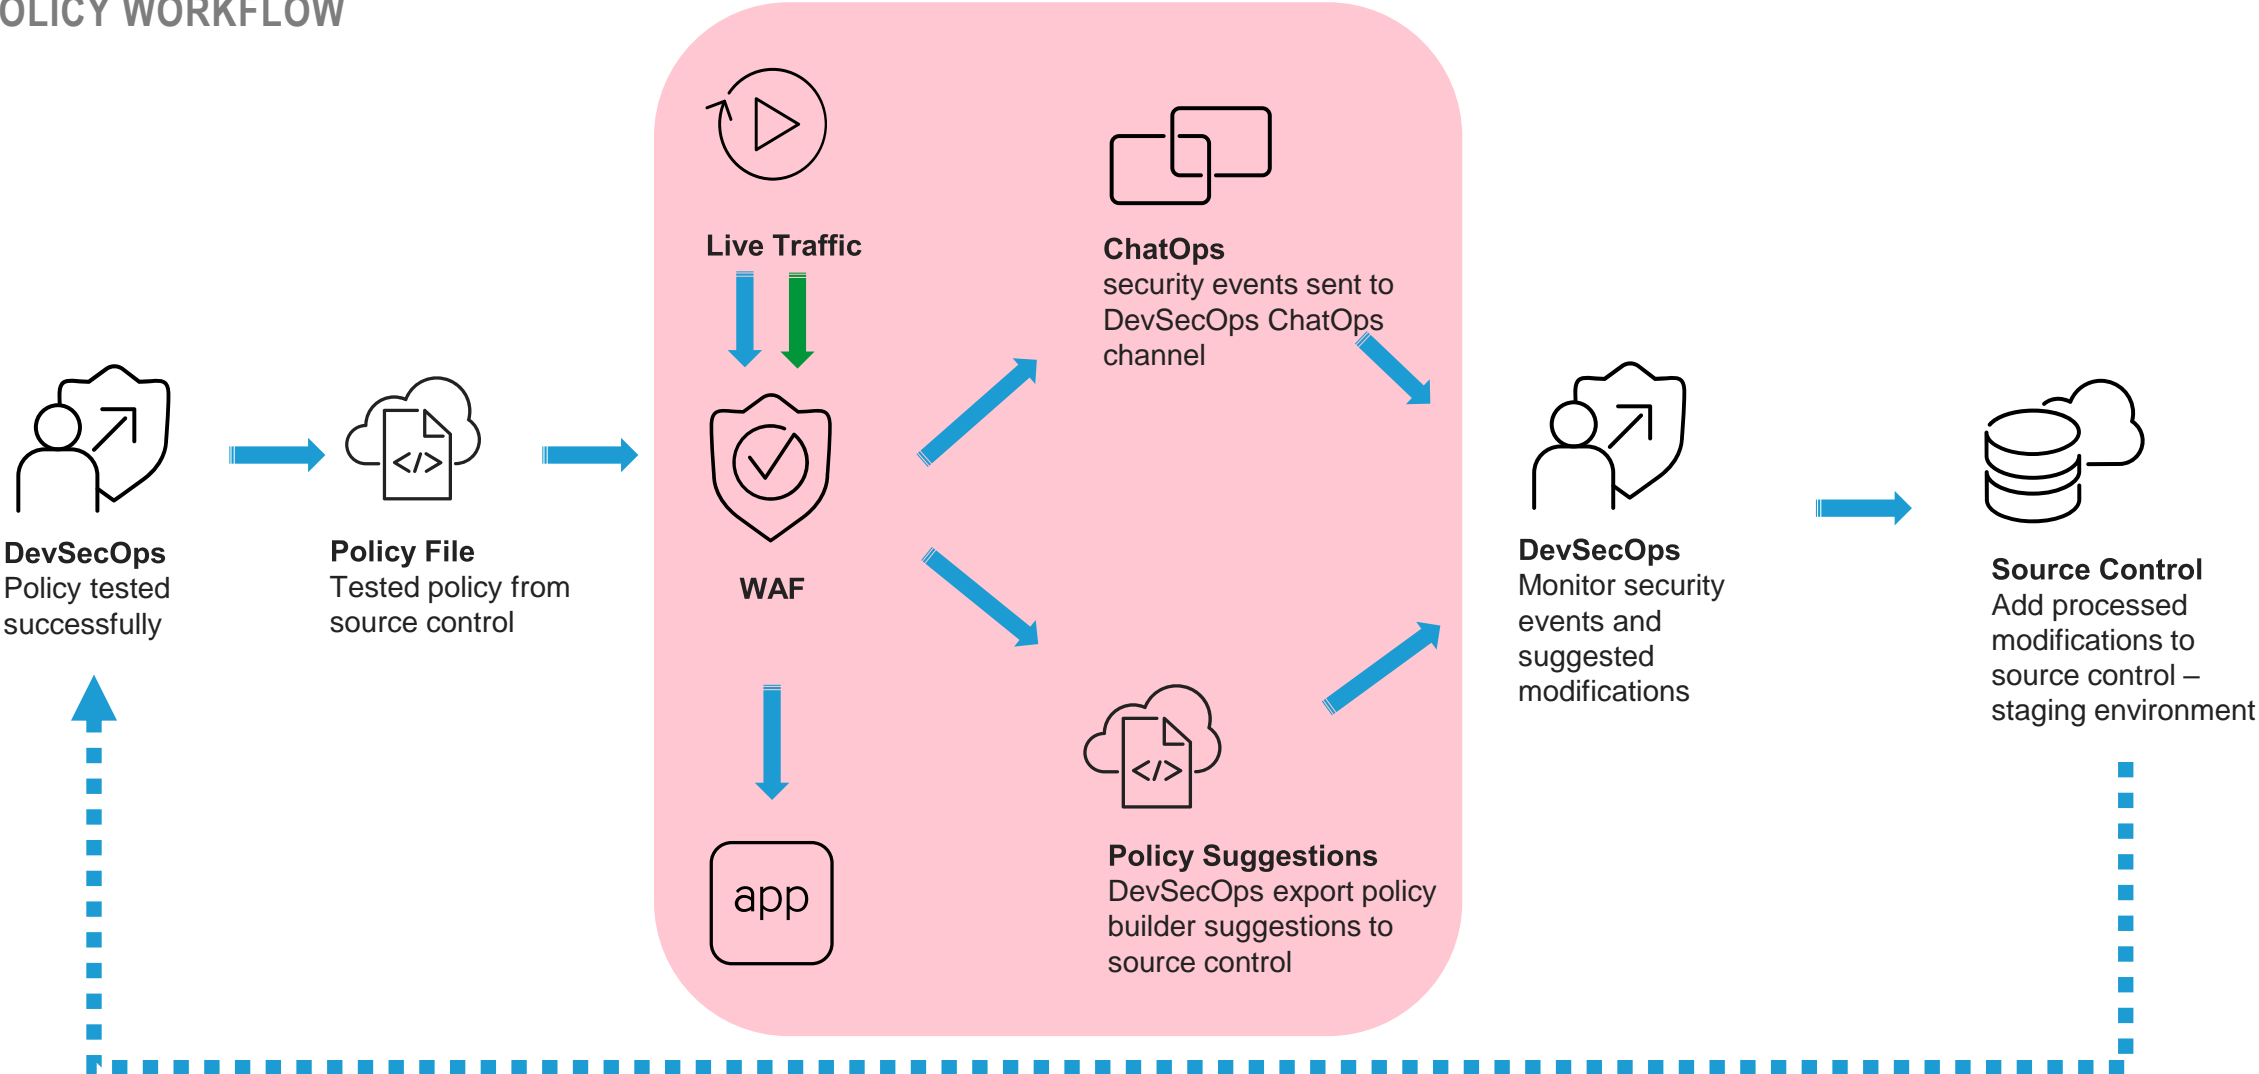 OLICY WORKFLOW
Live Traffic
ChatOps
security events sent to
DevSecOps ChatOps
channel
DevSecOps
Policy tested
successfully
</>
Policy File
Tested policy from
source control
WAF
app
</>
Policy Suggestions
DevSecOps export policy
builder suggestions to
source control
DevSecOps
Monitor security
events and
suggested
modifications
Source Control
Add processed
modifications to
source control –
staging environment